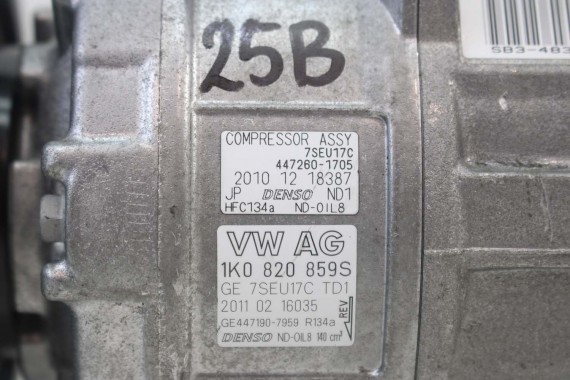 25B
SB3-483
COMPRESSOR ASSY
7SEU17C
447260-1705
2010 12 18387
JP DENSO ND1
HFC134a ND-OIL8
VW AG
1K0 820 859S
GE 7SEU17C TD1
2011 02 16035
GE447190-7959 R134a
REV
DENSO ND-OIL8 140 cm³